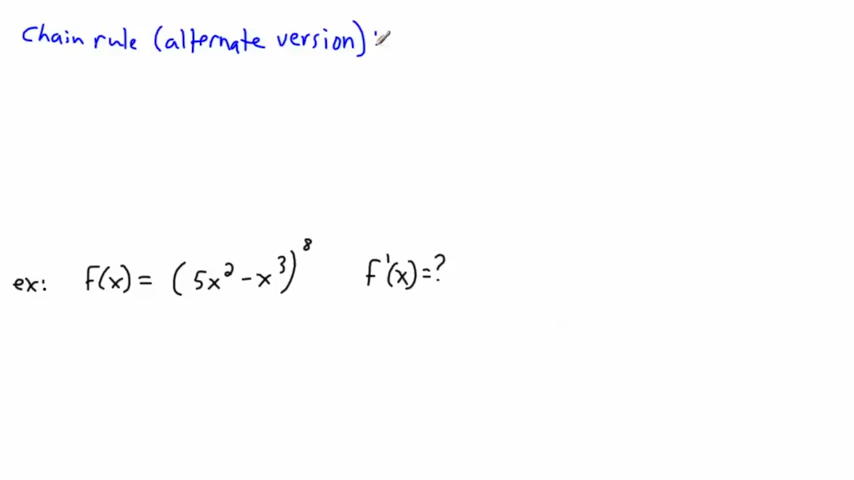 Chain rule (alternate version):
ex: F(x) = (5x² - x³)⁸ F'(x) = ?